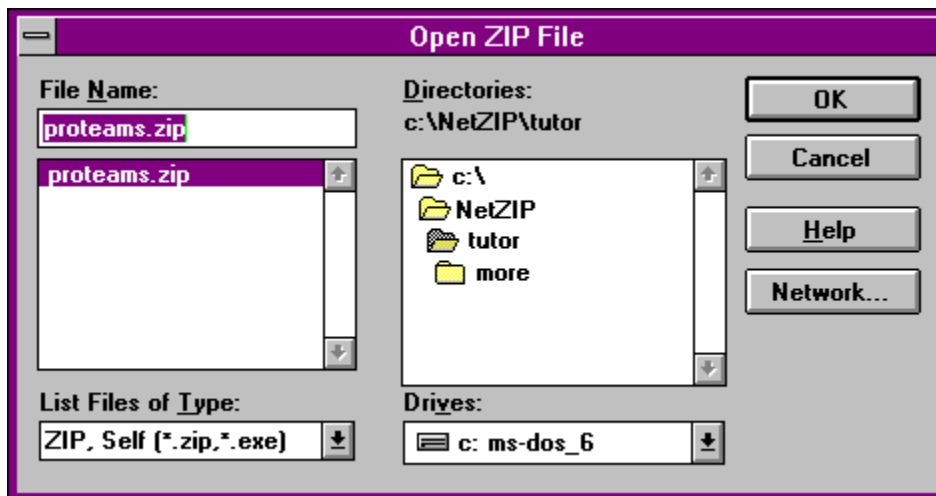 Open ZIP File
File Name:
proteams.zip
proteams.zip
List Files of Type:
ZIP, Self (*.zip,*.exe)
Directories:
c:\NetZIP\tutor
c:\
NetZIP
tutor
more
Drives:
c: ms-dos_6
OK
Cancel
Help
Network...